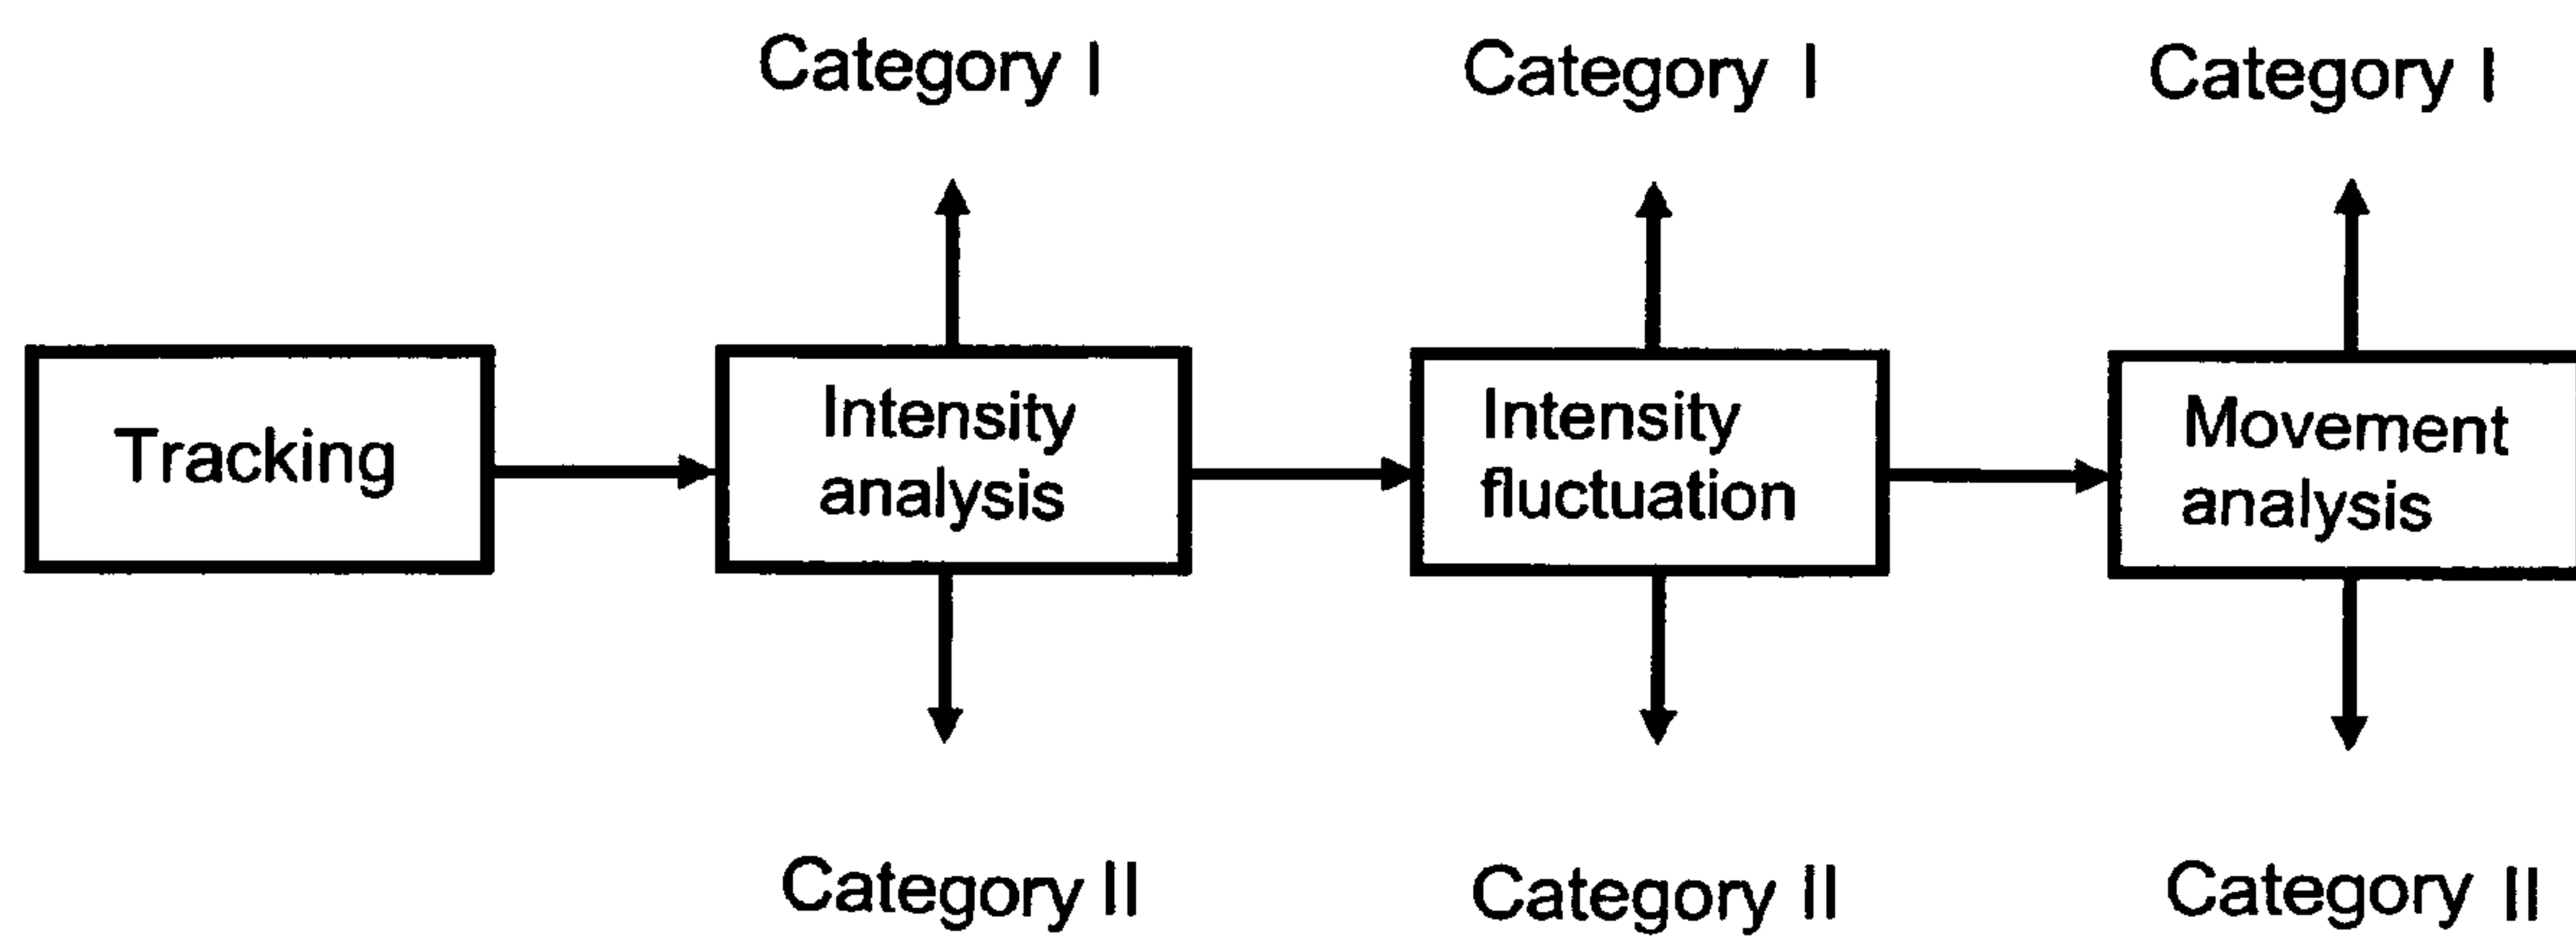 Category I
Category I
Category I
Tracking
Intensity
analysis
Intensity
fluctuation
Movement
analysis
Category II
Category II
Category II